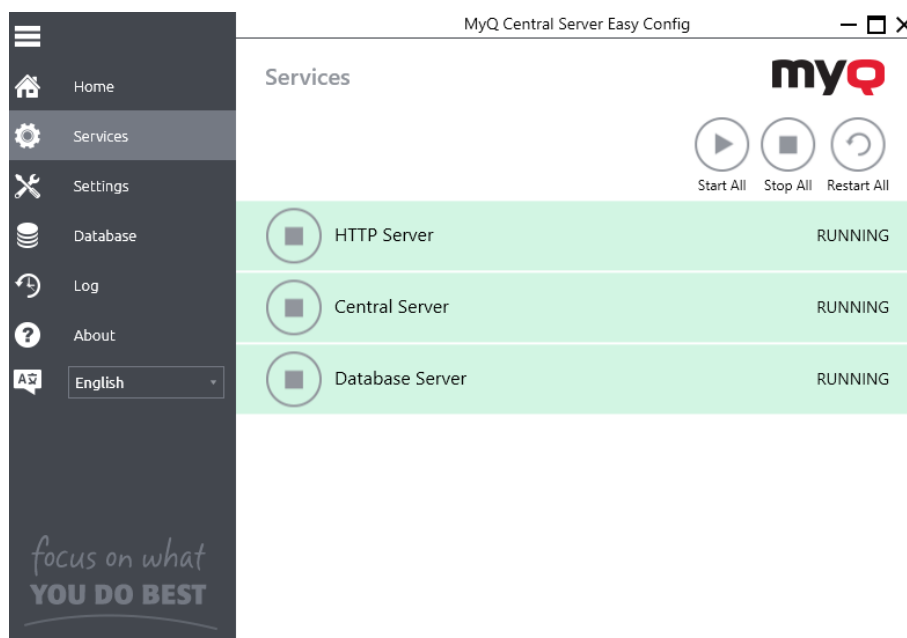 MyQ Central Server Easy Config
Home
Services
Settings
Database
Log
About
English
focus on what
YOU DO BEST
Services
myQ
Start All Stop All Restart All
HTTP Server RUNNING
Central Server RUNNING
Database Server RUNNING